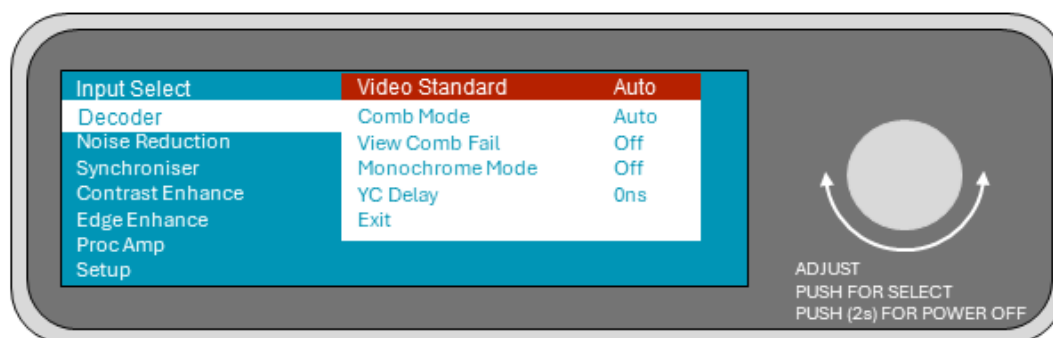 Input Select
Decoder
Noise Reduction
Synchroniser
Contrast Enhance
Edge Enhance
Proc Amp
Setup
Video Standard Auto
Comb Mode Auto
View Comb Fail Off
Monochrome Mode Off
YC Delay 0ns
Exit
ADJUST
PUSH FOR SELECT
PUSH (2s) FOR POWER OFF